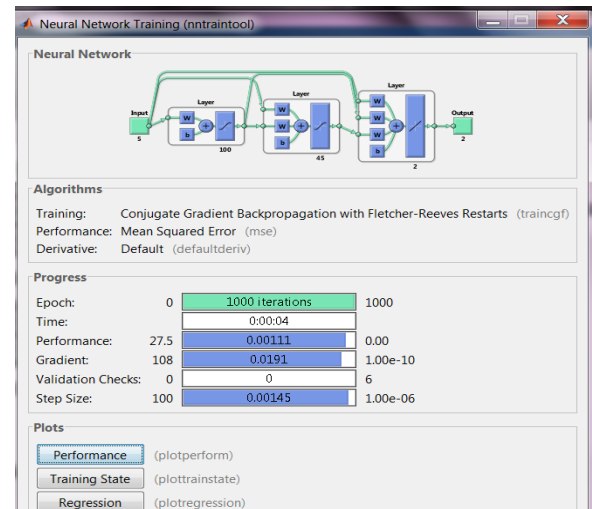 Neural Network Training (nntraintool)
Neural Network
Layer
Layer
Layer
Input
Output
W
W
W
W
W
W
b
b
b
5
100
45
2
2
Algorithms
Training: Conjugate Gradient Backpropagation with Fletcher-Reeves Restarts (traincgf)
Performance: Mean Squared Error (mse)
Derivative: Default (defaultderiv)
Progress
Epoch: 0 1000 iterations 1000
Time: 0:00:04
Performance: 27.5 0.00111 0.00
Gradient: 108 0.0191 1.00e-10
Validation Checks: 0 0 6
Step Size: 100 0.00145 1.00e-06
Plots
Performance (plotperform)
Training State (plottrainstate)
Regression (plotregression)